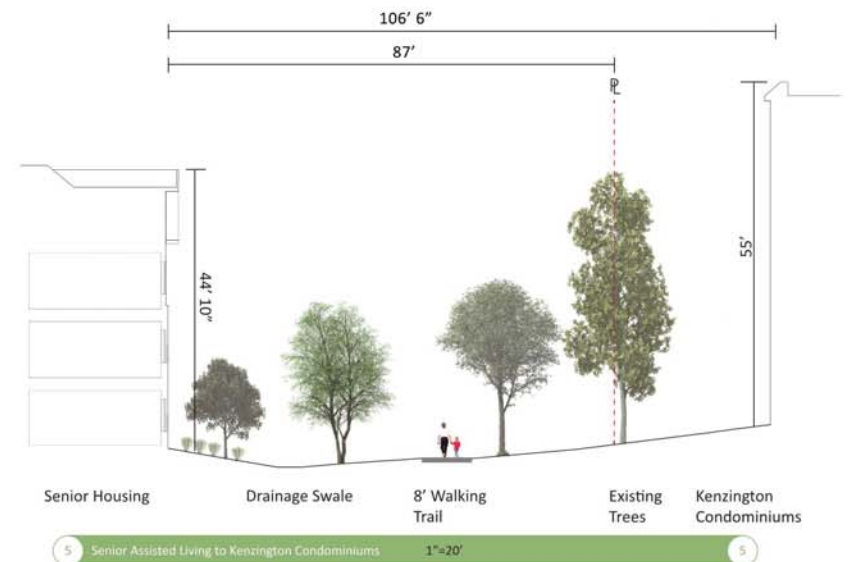 106' 6"
87'
PL
44' 10"
55'
Senior Housing
Drainage Swale
8' Walking
Trail
Existing
Trees
Kenzington
Condominiums
5 Senior Assisted Living to Kenzington Condominiums 1"=20' 5